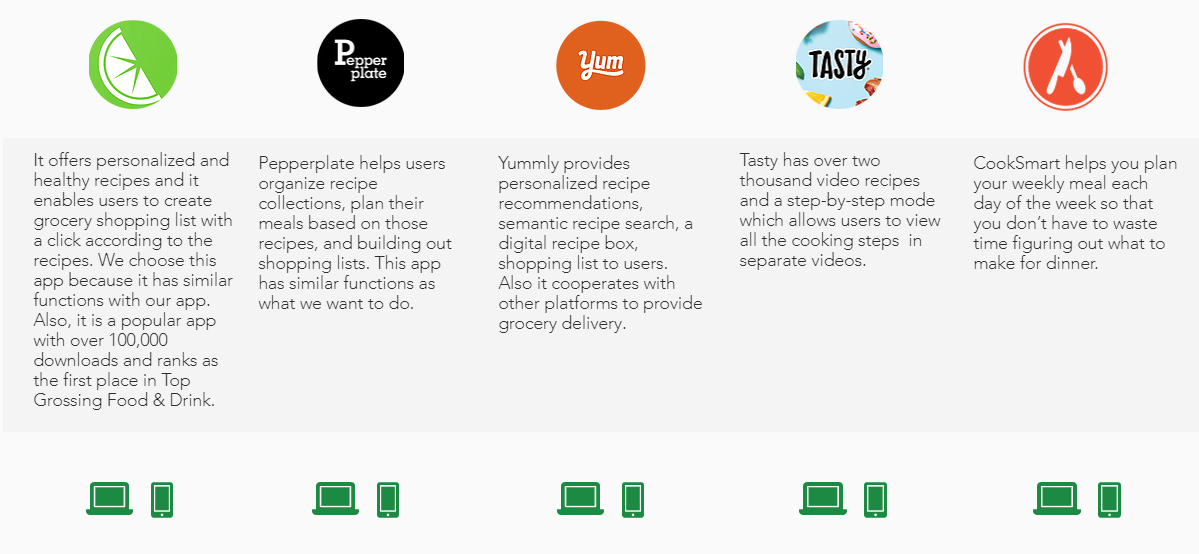 Pepper
plate
Yum
TASTY
It offers personalized and
healthy recipes and it
enables users to create
grocery shopping list with
a click according to the
recipes. We choose this
app because it has similar
functions with our app.
Also, it is a popular app
with over 100,000
downloads and ranks as
the first place in Top
Grossing Food & Drink.
Pepperplate helps users
organize recipe
collections, plan their
meals based on those
recipes, and building out
shopping lists. This app
has similar functions as
what we want to do.
Yummly provides
personalized recipe
recommendations,
semantic recipe search, a
digital recipe box,
shopping list to users.
Also it cooperates with
other platforms to provide
grocery delivery.
Tasty has over two
thousand video recipes
and a step-by-step mode
which allows users to view
all the cooking steps  in
separate videos.
CookSmart helps you plan
your weekly meal each
day of the week so that
you don’t have to waste
time figuring out what to
make for dinner.